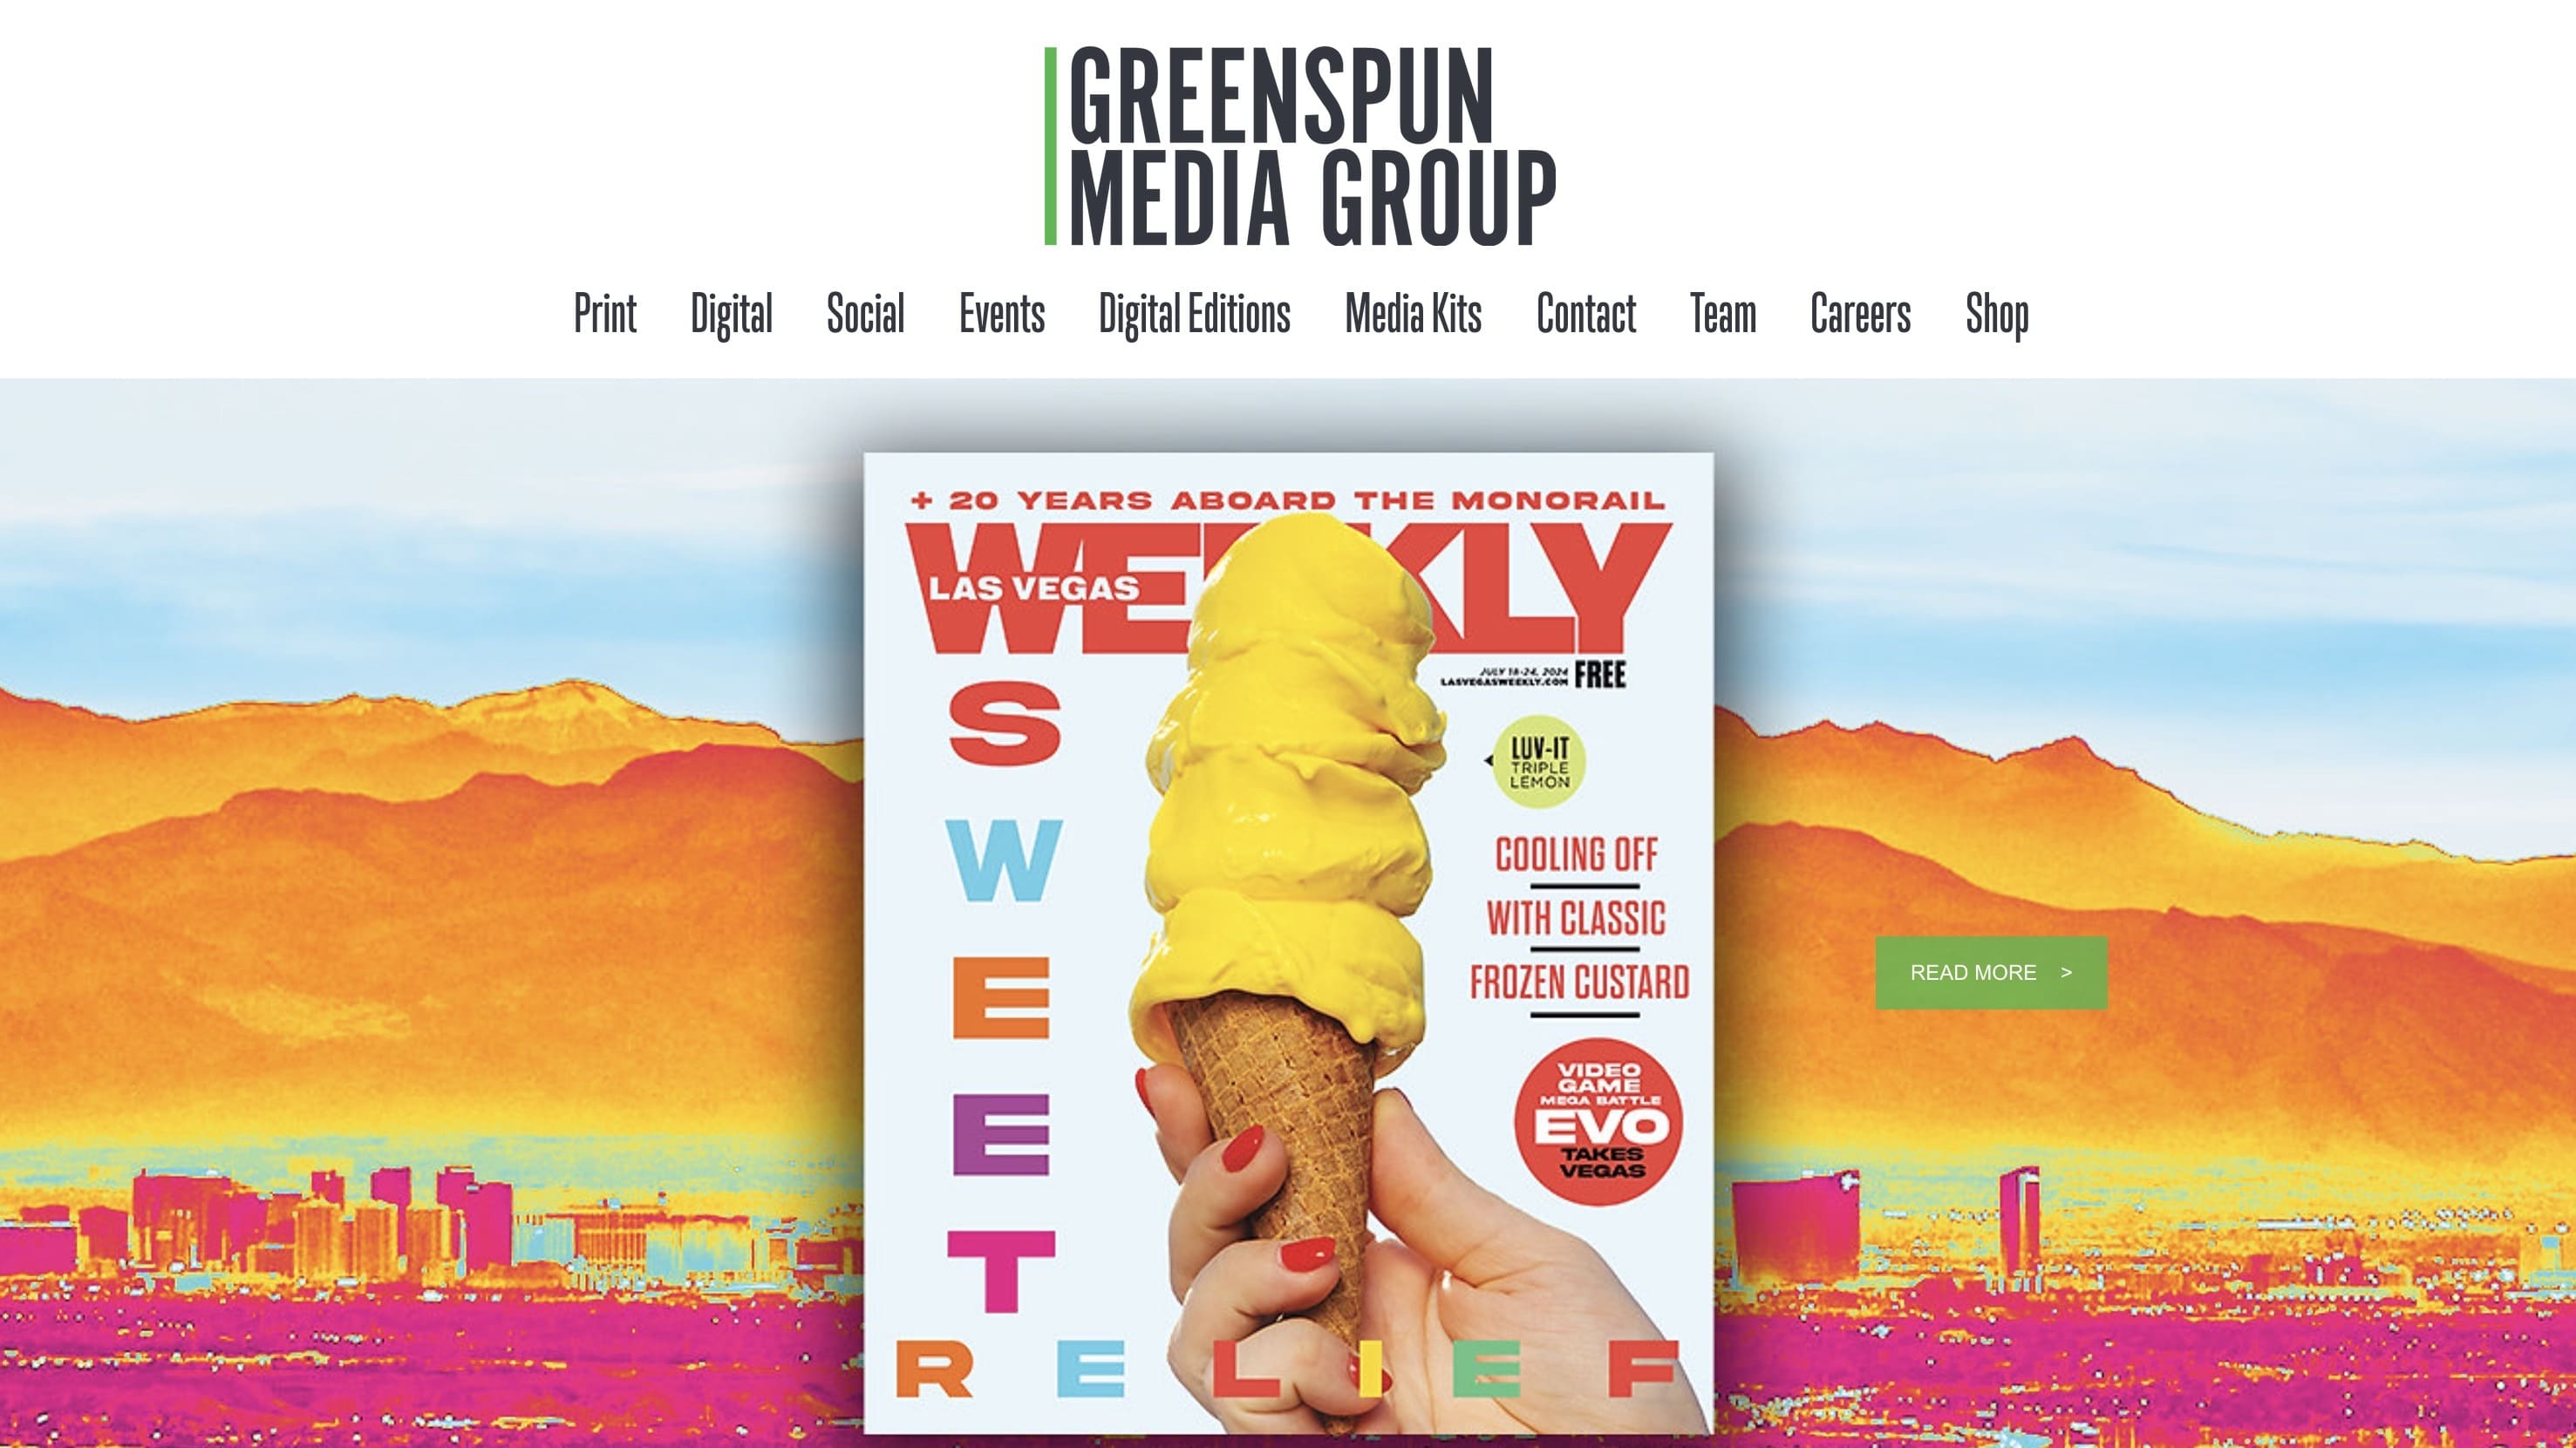 GREENSPUN
MEDIA GROUP
Print Digital Social Events Digital Editions Media Kits Contact Team Careers Shop
+ 20 YEARS ABOARD THE MONORAIL
WEEKLY
LAS VEGAS
JULY 18-24, 2024
LASVEGASWEEKLY.COM FREE
SWEET
LUV-IT
TRIPLE
LEMON
COOLING OFF
WITH CLASSIC
FROZEN CUSTARD
READ MORE >
VIDEO
GAME
MEGA BATTLE
EVO
TAKES
VEGAS
RELIEF